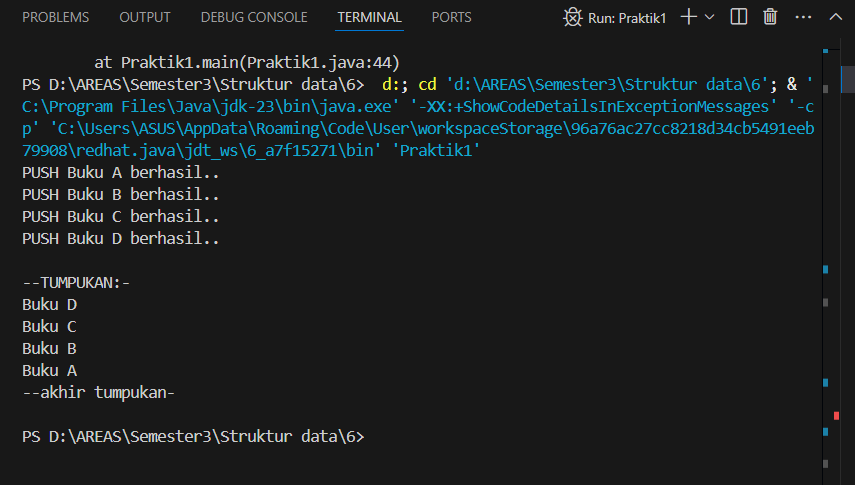 PROBLEMS OUTPUT DEBUG CONSOLE TERMINAL PORTS Run: Praktik1
at Praktik1.main(Praktik1.java:44)
PS D:\AREAS\Semester3\Struktur data\6>  d:; cd 'd:\AREAS\Semester3\Struktur data\6'; & '
C:\Program Files\Java\jdk-23\bin\java.exe' '-XX:+ShowCodeDetailsInExceptionMessages' '-c
p' 'C:\Users\ASUS\AppData\Roaming\Code\User\workspaceStorage\96a76ac27cc8218d34cb5491eeb
79908\redhat.java\jdt_ws\6_a7f15271\bin' 'Praktik1'
PUSH Buku A berhasil..
PUSH Buku B berhasil..
PUSH Buku C berhasil..
PUSH Buku D berhasil..
--TUMPUKAN:-
Buku D
Buku C
Buku B
Buku A
--akhir tumpukan-
PS D:\AREAS\Semester3\Struktur data\6>